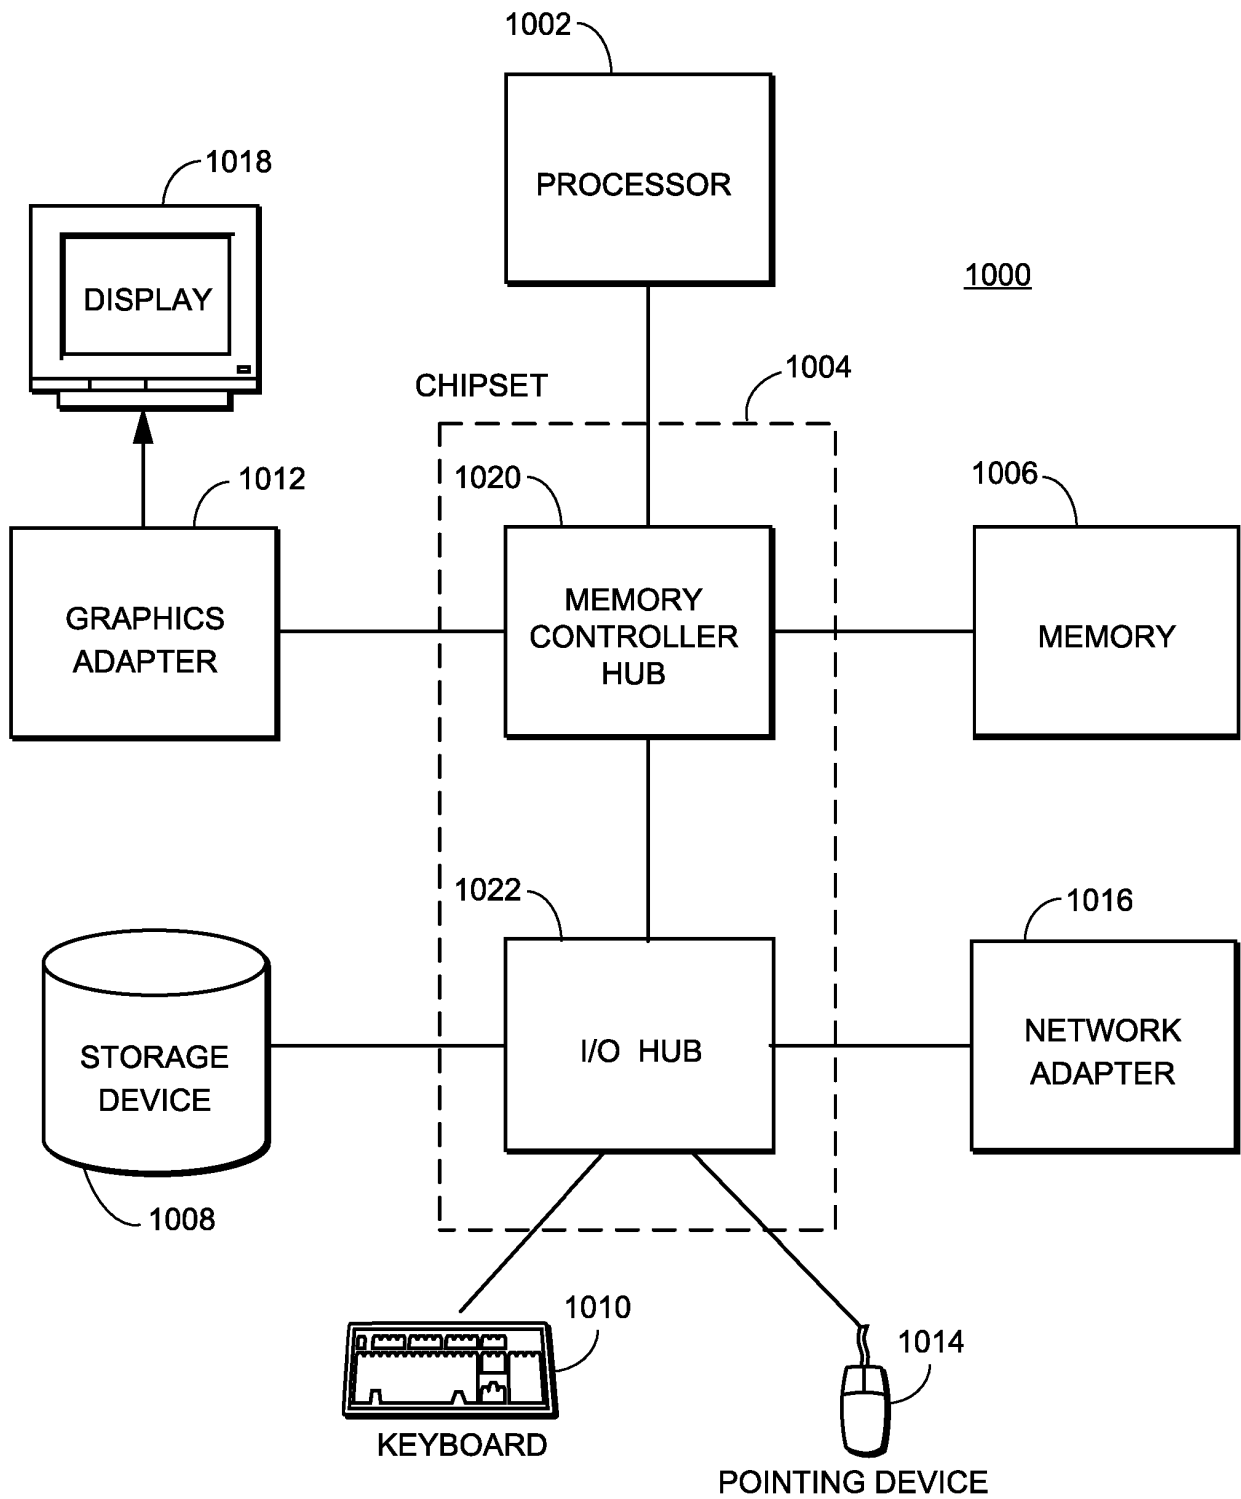 1002
PROCESSOR
1018
DISPLAY
1000
1004
CHIPSET
1012
1020
1006
GRAPHICS
ADAPTER
MEMORY
CONTROLLER
HUB
MEMORY
1022
1016
STORAGE
DEVICE
I/O HUB
NETWORK
ADAPTER
1008
1010
1014
KEYBOARD
POINTING DEVICE